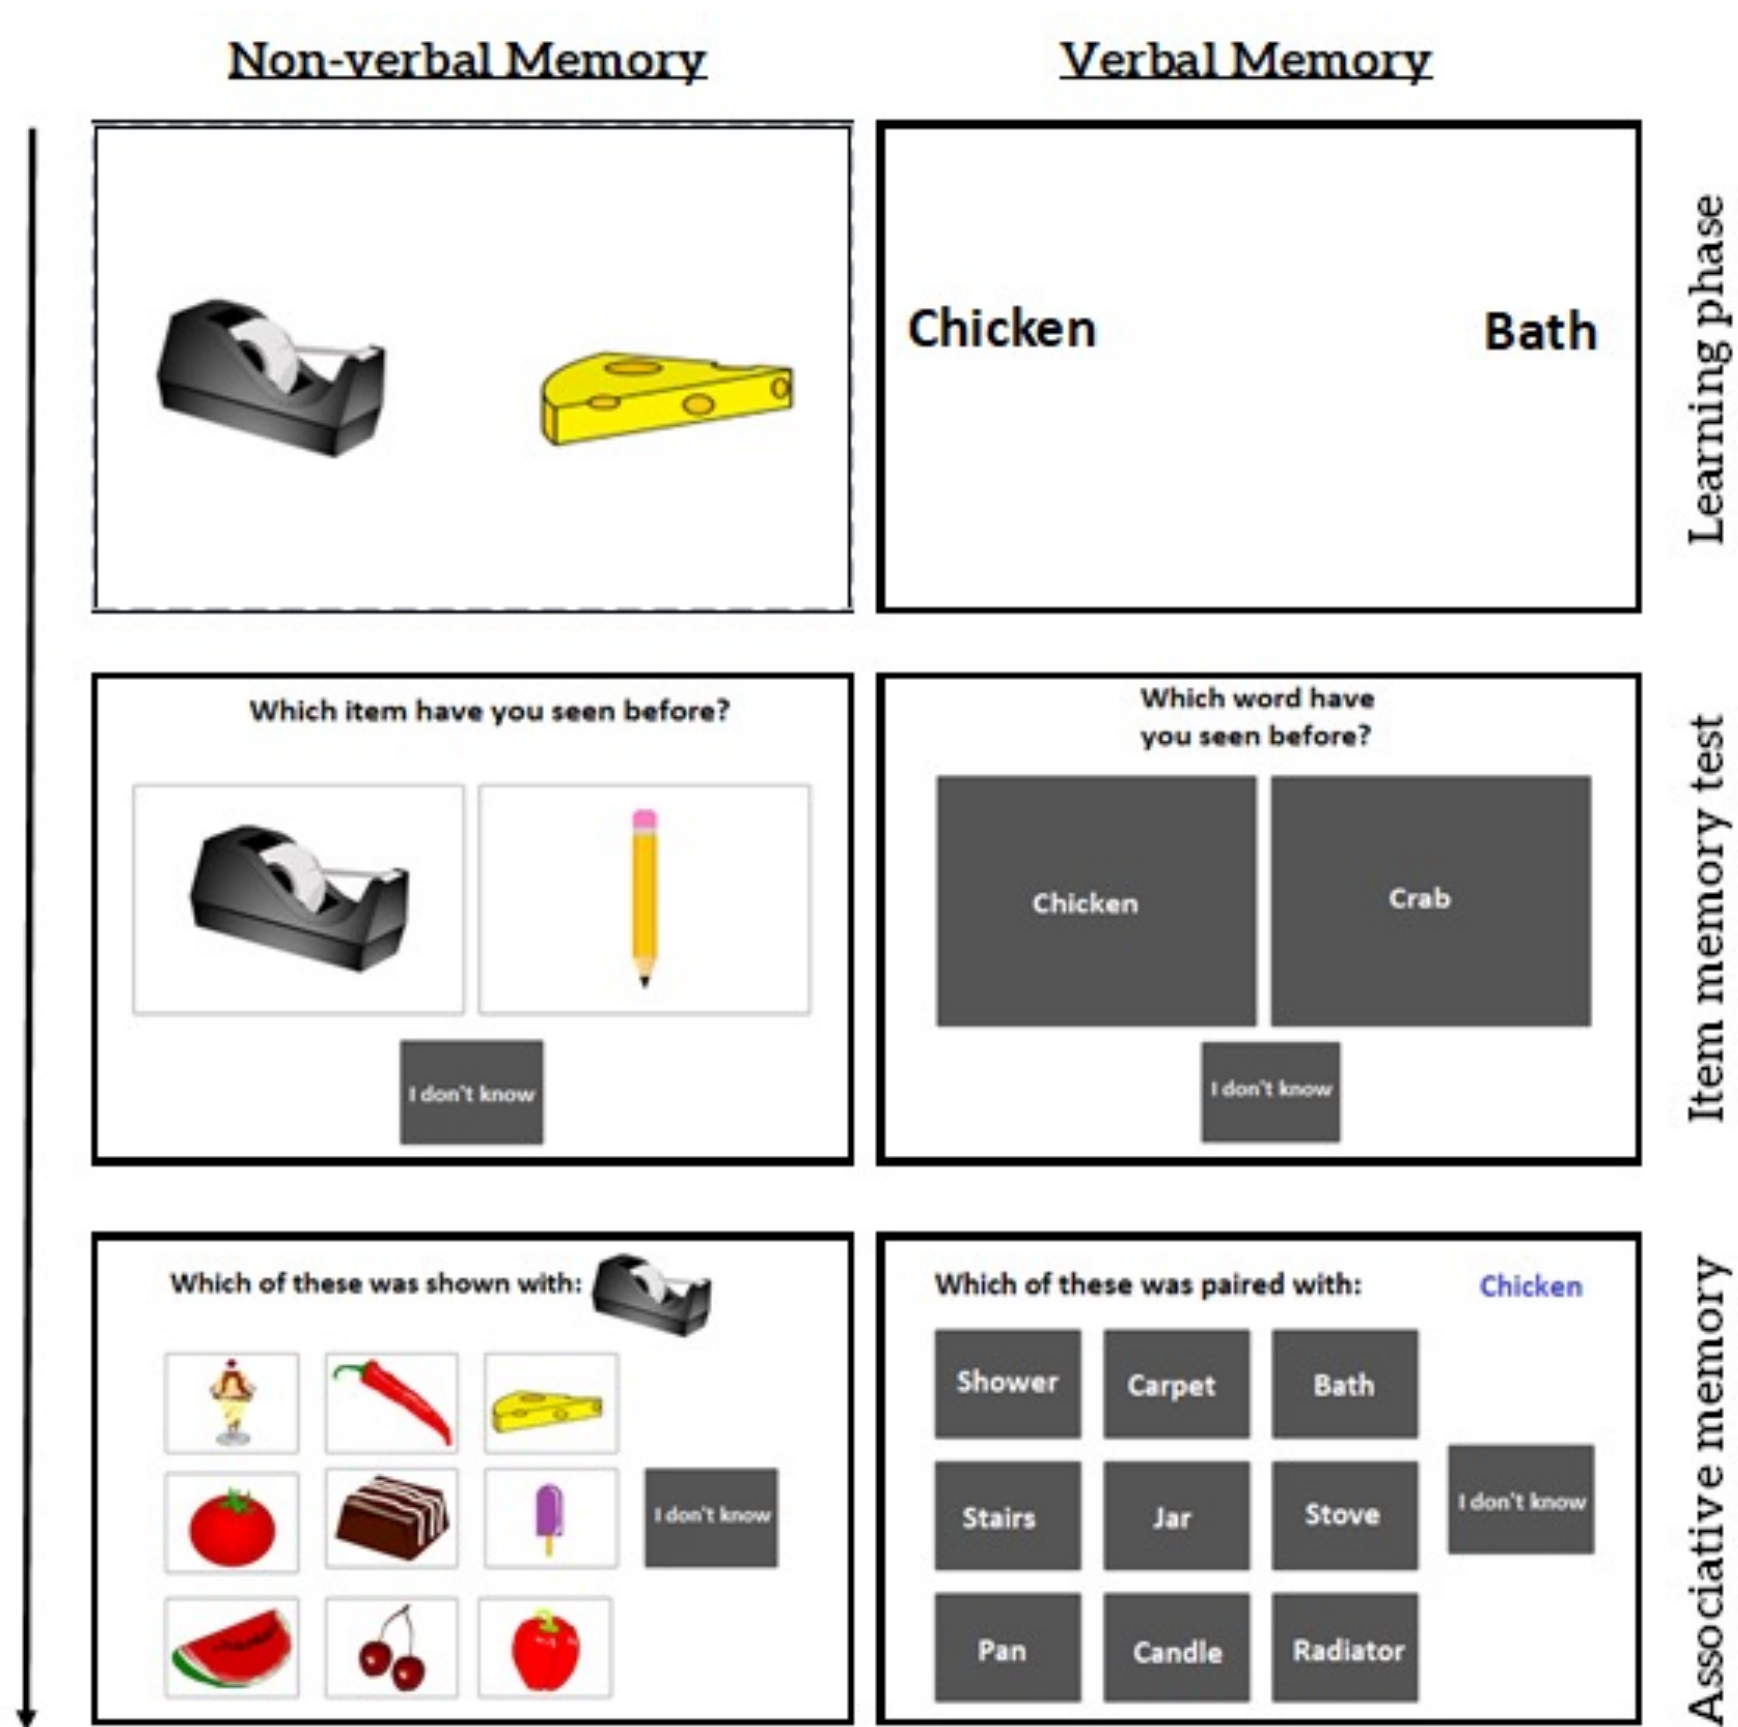 Non-verbal Memory
Verbal Memory
Chicken
Bath
Learning phase
Which item have you seen before?
I don't know
Which word have
you seen before?
Chicken
Crab
I don't know
Item memory test
Which of these was shown with:
I don't know
Which of these was paired with:
Chicken
Shower
Carpet
Bath
Stairs
Jar
Stove
I don't know
Pan
Candle
Radiator
Associative memory